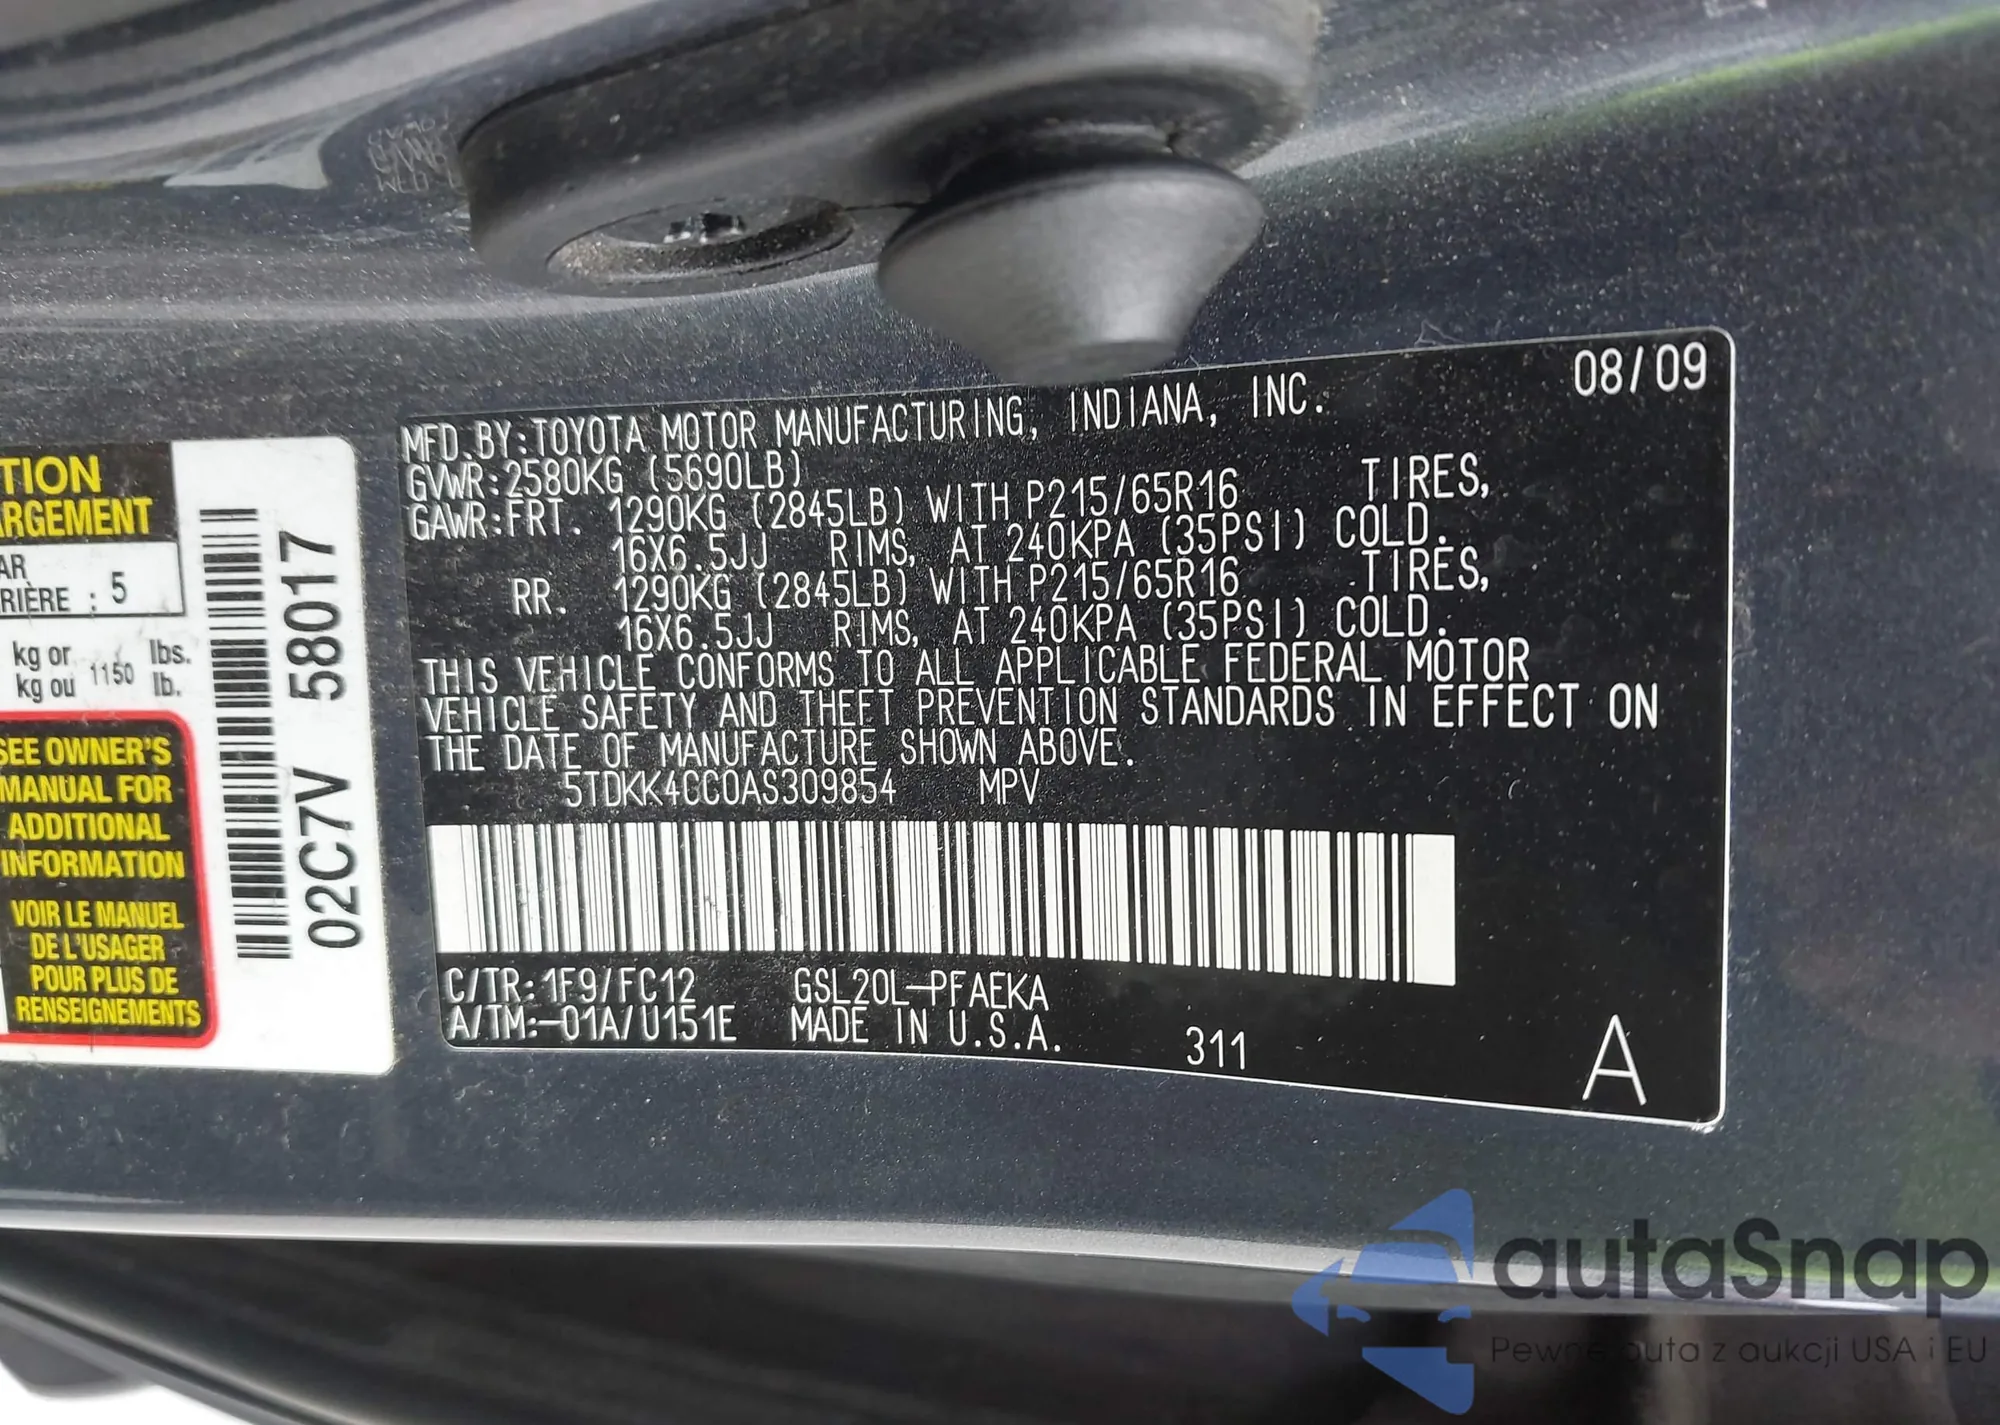 08/09
MFD.BY:TOYOTA MOTOR MANUFACTURING, INDIANA, INC.
GVWR:2580KG (5690LB)
GAWR:FRT. 1290KG (2845LB) WITH P215/65R16 TIRES,
16X6.5JJ RIMS, AT 240KPA (35PSI) COLD.
RR. 1290KG (2845LB) WITH P215/65R16 TIRES,
16X6.5JJ RIMS, AT 240KPA (35PSI) COLD.
THIS VEHICLE CONFORMS TO ALL APPLICABLE FEDERAL MOTOR
VEHICLE SAFETY AND THEFT PREVENTION STANDARDS IN EFFECT ON
THE DATE OF MANUFACTURE SHOWN ABOVE.
5TDKK4CC0AS309854 MPV
C/TR:1F9/FC12 GSL20L-PFAEKA
A/TM:-01A/U151E MADE IN U.S.A. 311
A
TION
ARGEMENT
AR
RIÈRE : 5
kg or 1150 lbs.
kg ou lb.
SEE OWNER'S
MANUAL FOR
ADDITIONAL
INFORMATION
VOIR LE MANUEL
DE L'USAGER
POUR PLUS DE
RENSEIGNEMENTS
02C7V 58017
autaSnap
Pewne auta z aukcji USA i EU